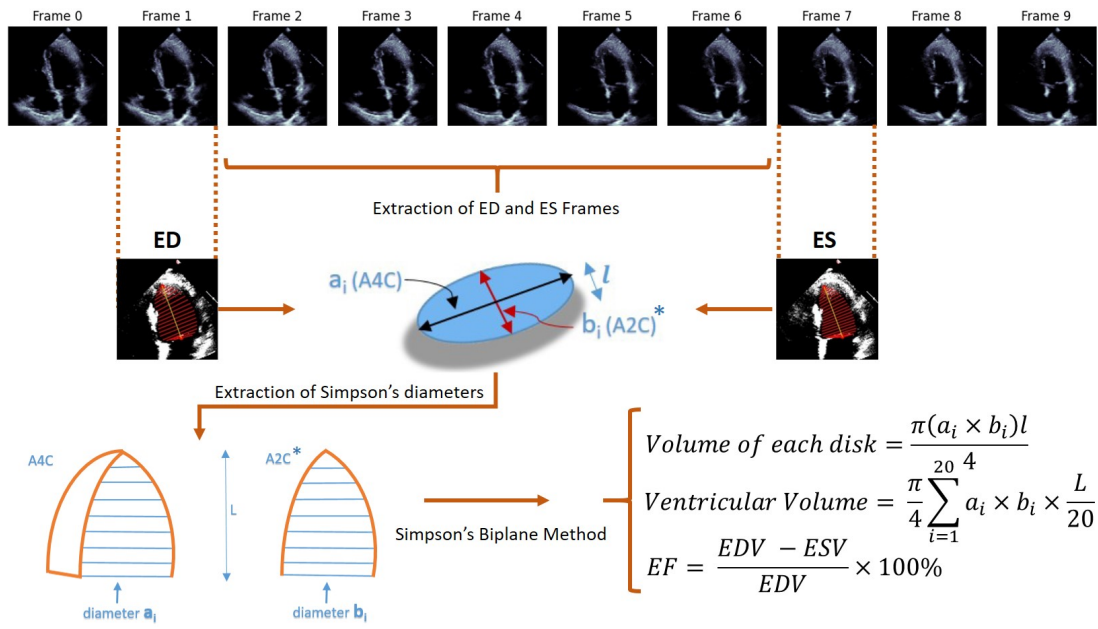 Frame 0 Frame 1 Frame 2 Frame 3 Frame 4 Frame 5 Frame 6 Frame 7 Frame 8 Frame 9
Extraction of ED and ES Frames
ED
ES
a_i (A4C)
l
b_i (A2C)*
Extraction of Simpson's diameters
A4C
L
A2C*
diameter a_i
diameter b_i
Simpson's Biplane Method
Volume of each disk = π(a_i × b_i)l / 4
Ventricular Volume = π/4 ∑_{i=1}^{20} a_i × b_i × L/20
EF = (EDV − ESV) / EDV × 100%